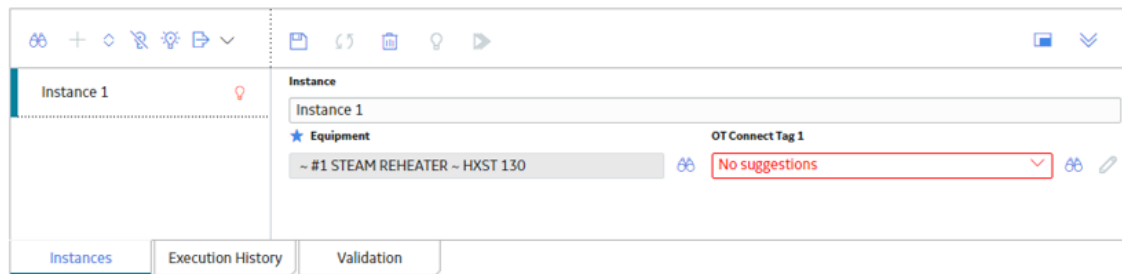 Instance 1
Instance
Instance 1
Equipment
OT Connect Tag 1
~ #1 STEAM REHEATER ~ HXST 130
No suggestions
Instances
Execution History
Validation